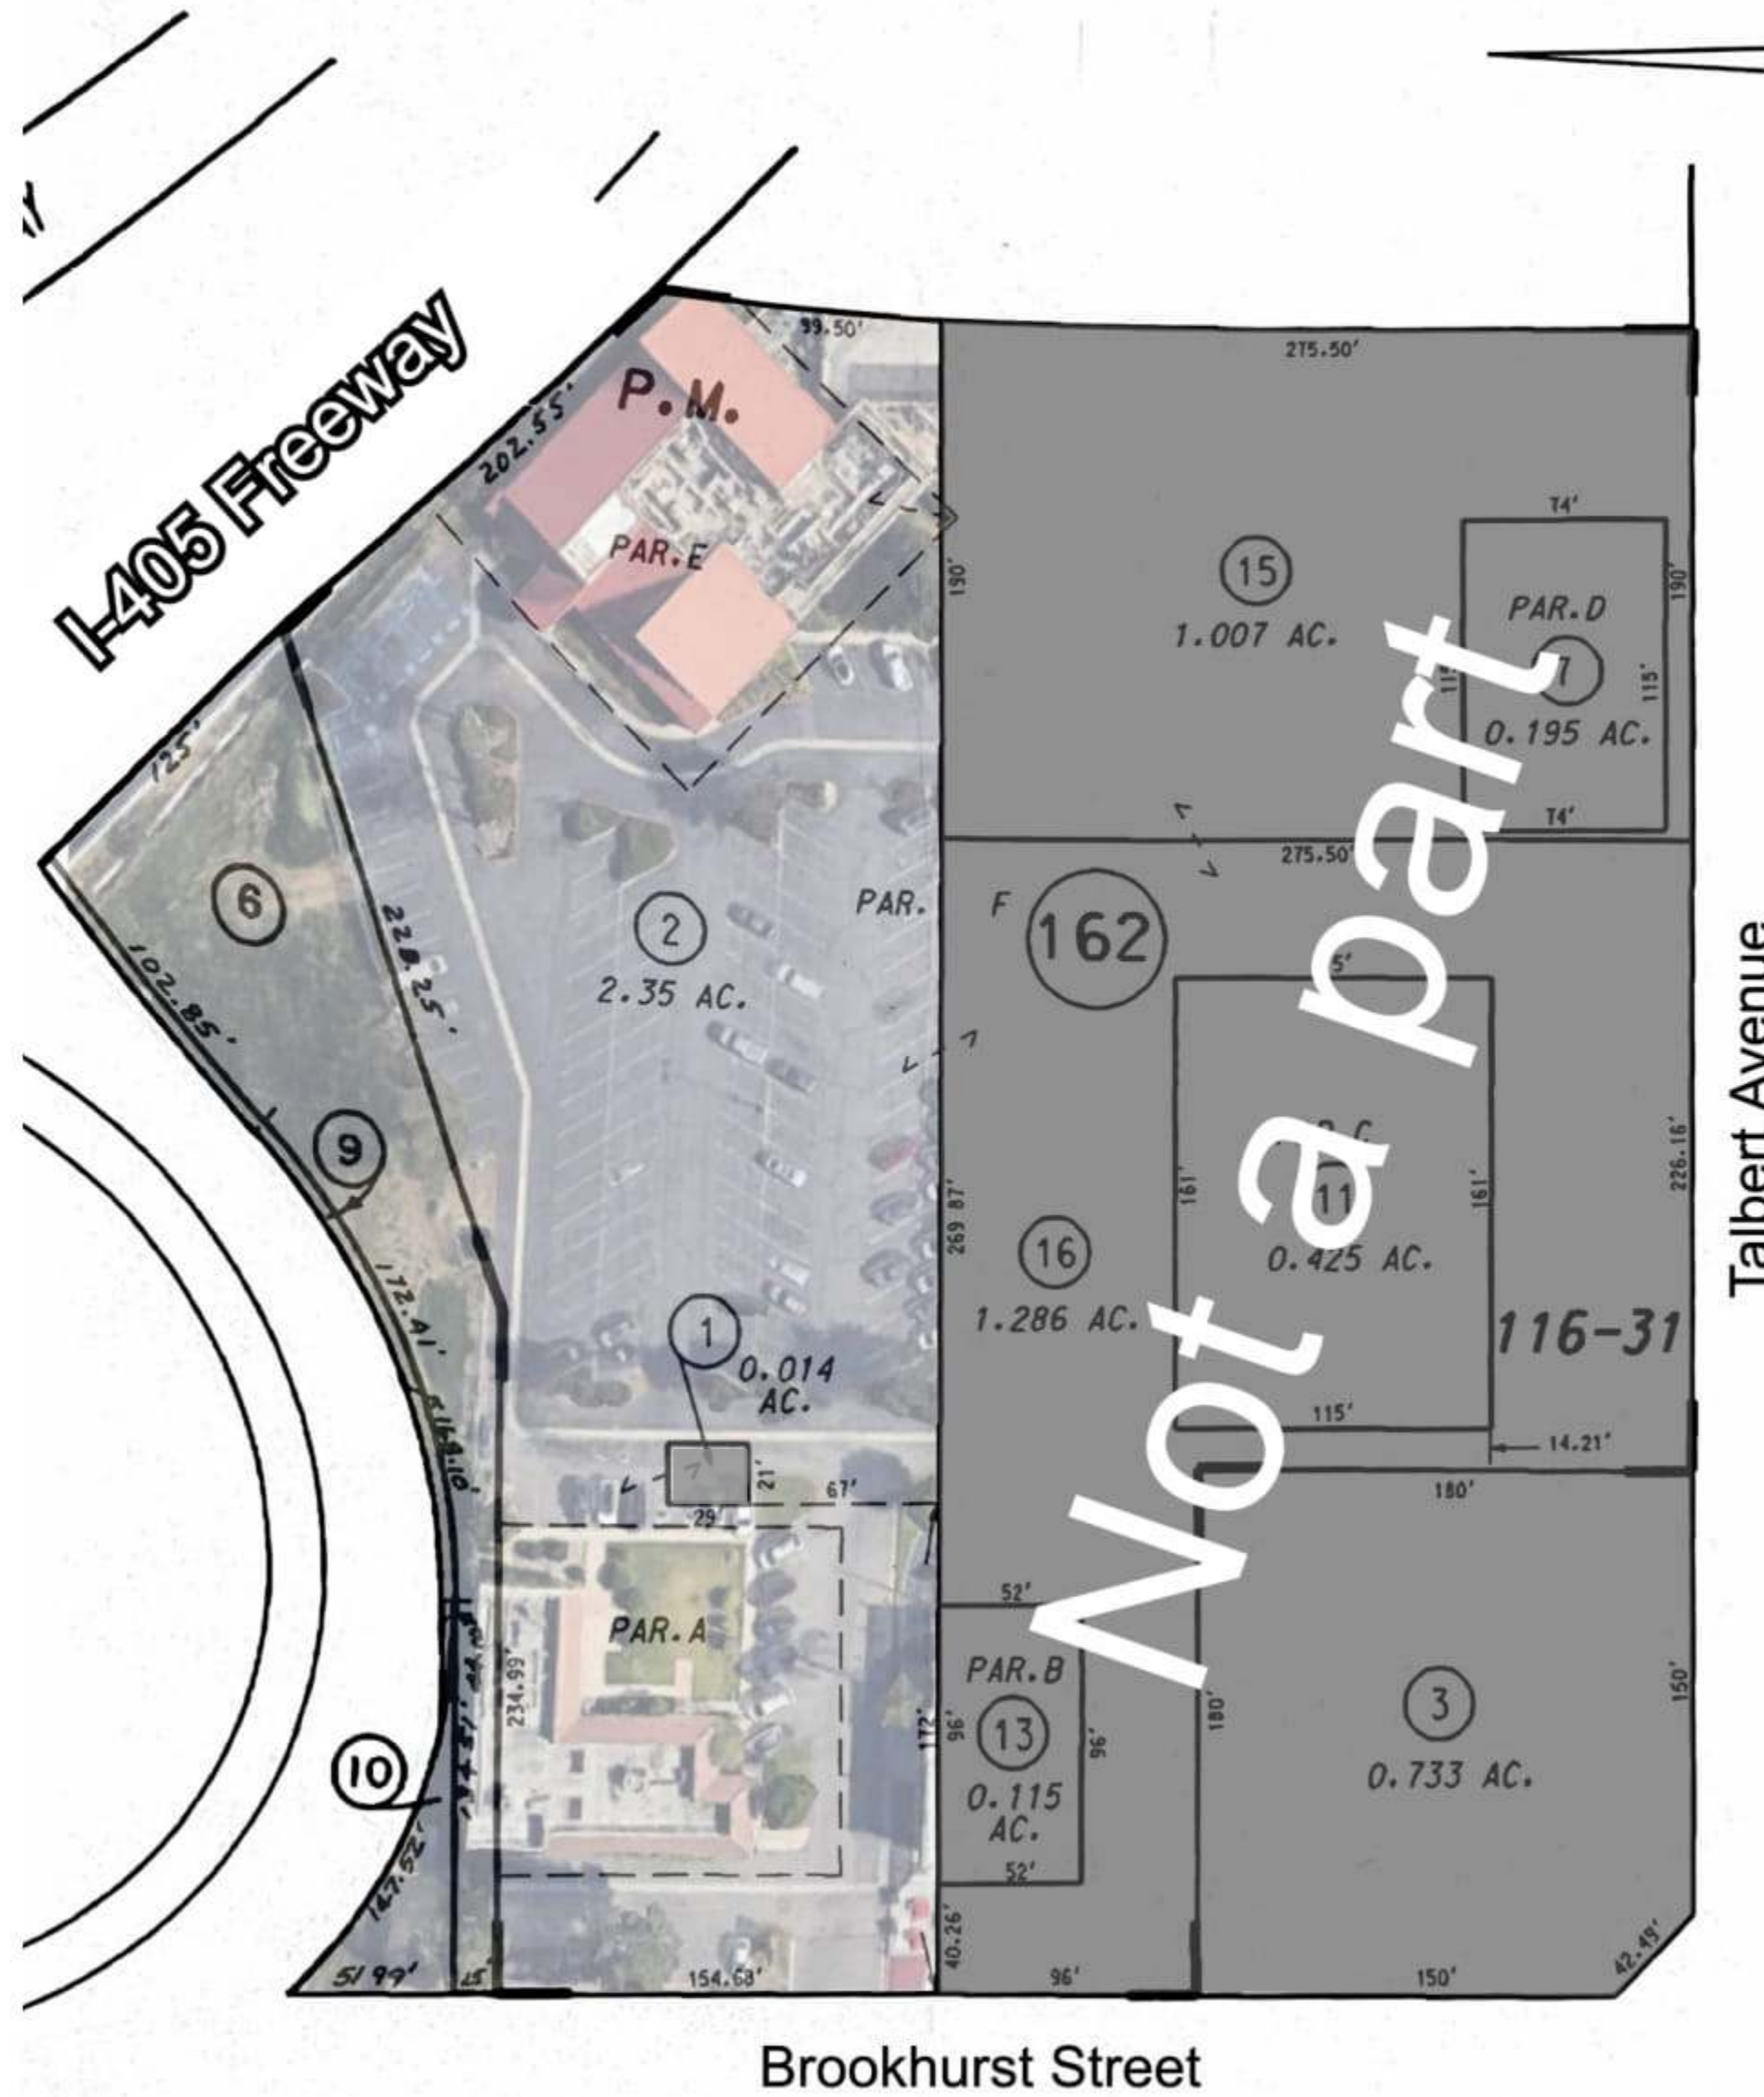 I-405 Freeway
99.50'
275.50'
P.M.
202.55'
PAR.E
190'
15
1.007 AC.
74'
PAR.D
7
0.195 AC.
190'
115'
74'
275.50'
125'
6
102.85'
228.25'
2
2.35 AC.
PAR.
F
162
5'
9
172.41'
269 87'
16
1.286 AC.
161'
11
161'
0.425 AC.
226.16'
116-31
115'
14.21'
180'
1
0.014
AC.
21'
67'
29'
PAR.A
234.99'
172'
52'
PAR.B
13
0.115
AC.
96'
96'
52'
40.26'
180'
3
0.733 AC.
150'
10
147.52'
51 99'
15'
154.68'
96'
150'
42.49'
Not a part
Talbert Avenue
Brookhurst Street